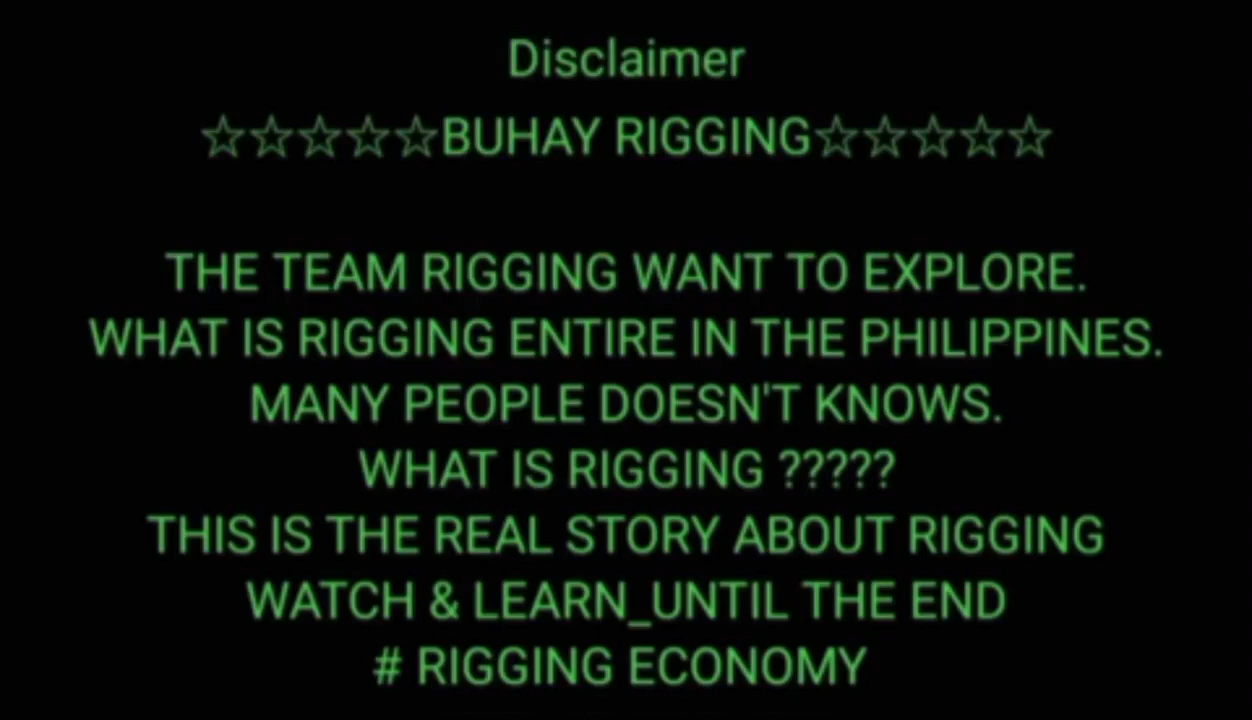 Disclaimer
☆☆☆☆☆BUHAY RIGGING☆☆☆☆☆
THE TEAM RIGGING WANT TO EXPLORE.
WHAT IS RIGGING ENTIRE IN THE PHILIPPINES.
MANY PEOPLE DOESN'T KNOWS.
WHAT IS RIGGING ?????
THIS IS THE REAL STORY ABOUT RIGGING
WATCH & LEARN_UNTIL THE END
# RIGGING ECONOMY